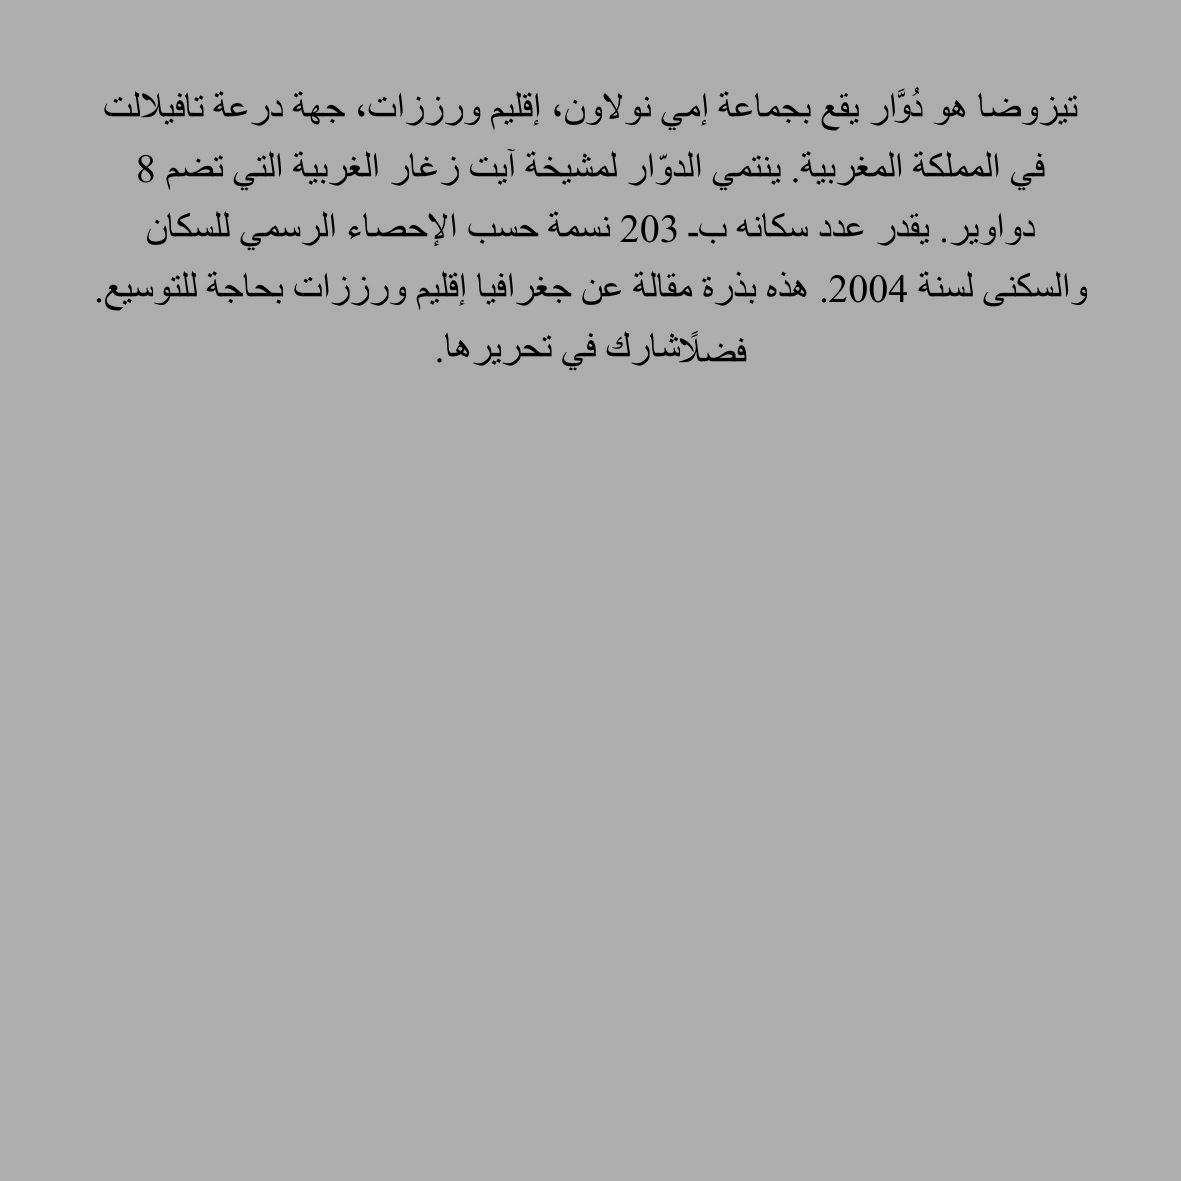 تيزوضا هو دُوَّار يقع بجماعة إمي نولاون، إقليم ورززات، جهة درعة تافيلالت
في المملكة المغربية. ينتمي الدوّار لمشيخة آيت زغار الغربية التي تضم 8
دواوير. يقدر عدد سكانه بـ 203 نسمة حسب الإحصاء الرسمي للسكان
والسكنى لسنة 2004. هذه بذرة مقالة عن جغرافيا إقليم ورززات بحاجة للتوسيع.
فضلًاشارك في تحريرها.